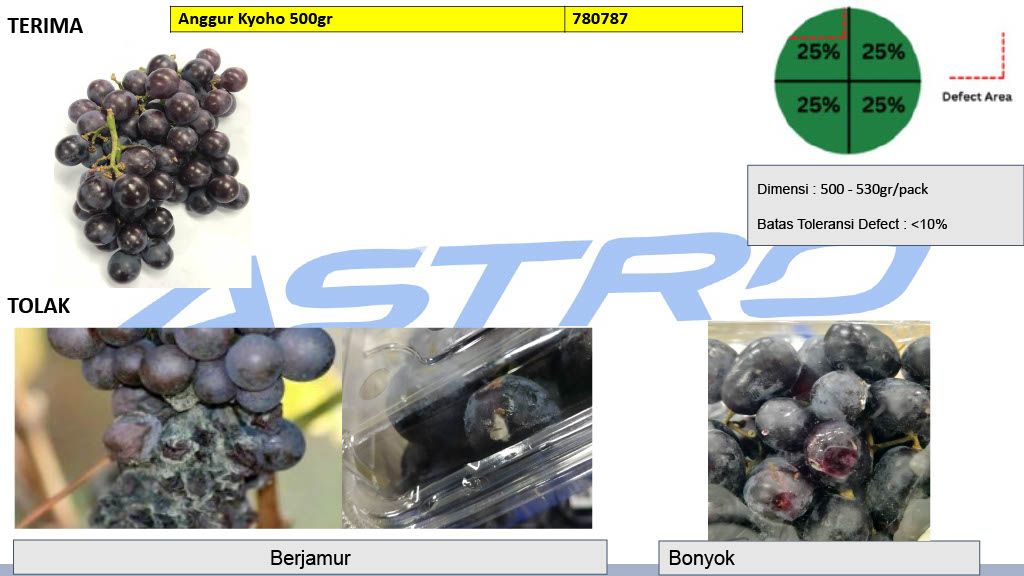 TERIMA
Anggur Kyoho 500gr 780787
25% 25%
25% 25%
Defect Area
Dimensi : 500 - 530gr/pack
Batas Toleransi Defect : <10%
ASTRO
TOLAK
Berjamur
Bonyok